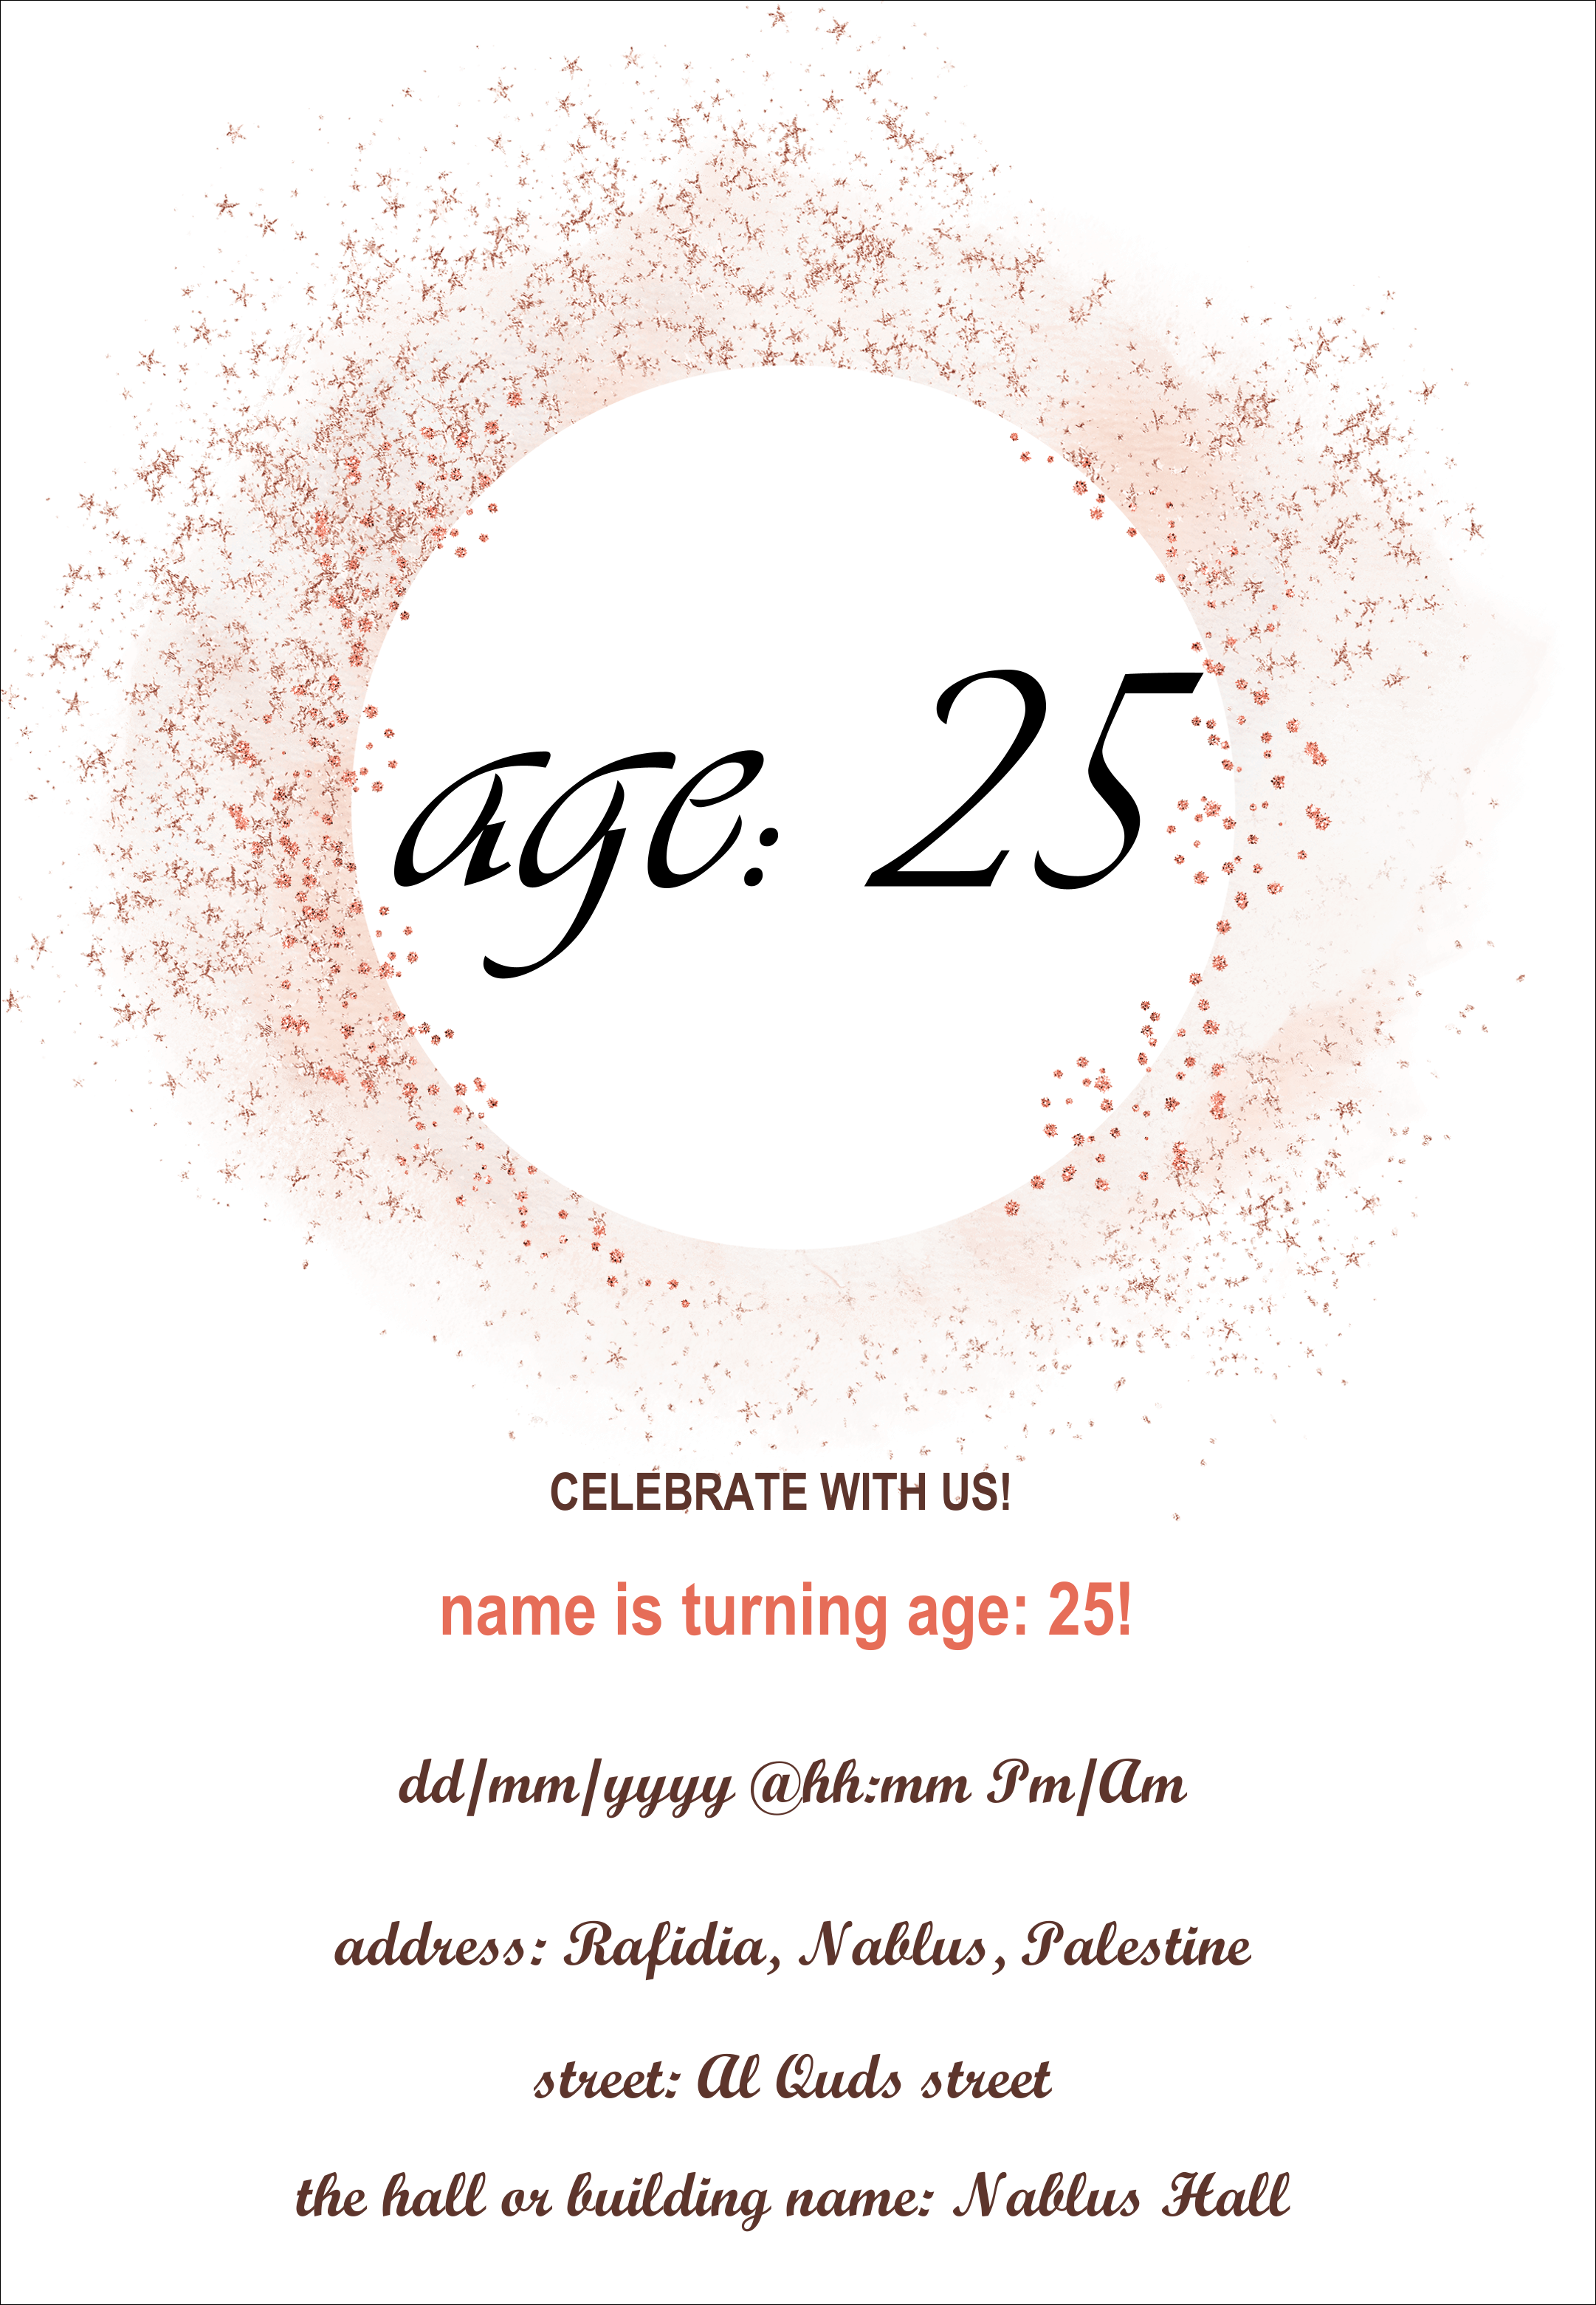 age: 25
CELEBRATE WITH US!
name is turning age: 25!
dd/mm/yyyy @hh:mm Pm/Am
address: Rafidia, Nablus, Palestine
street: Al Quds street
the hall or building name: Nablus Hall